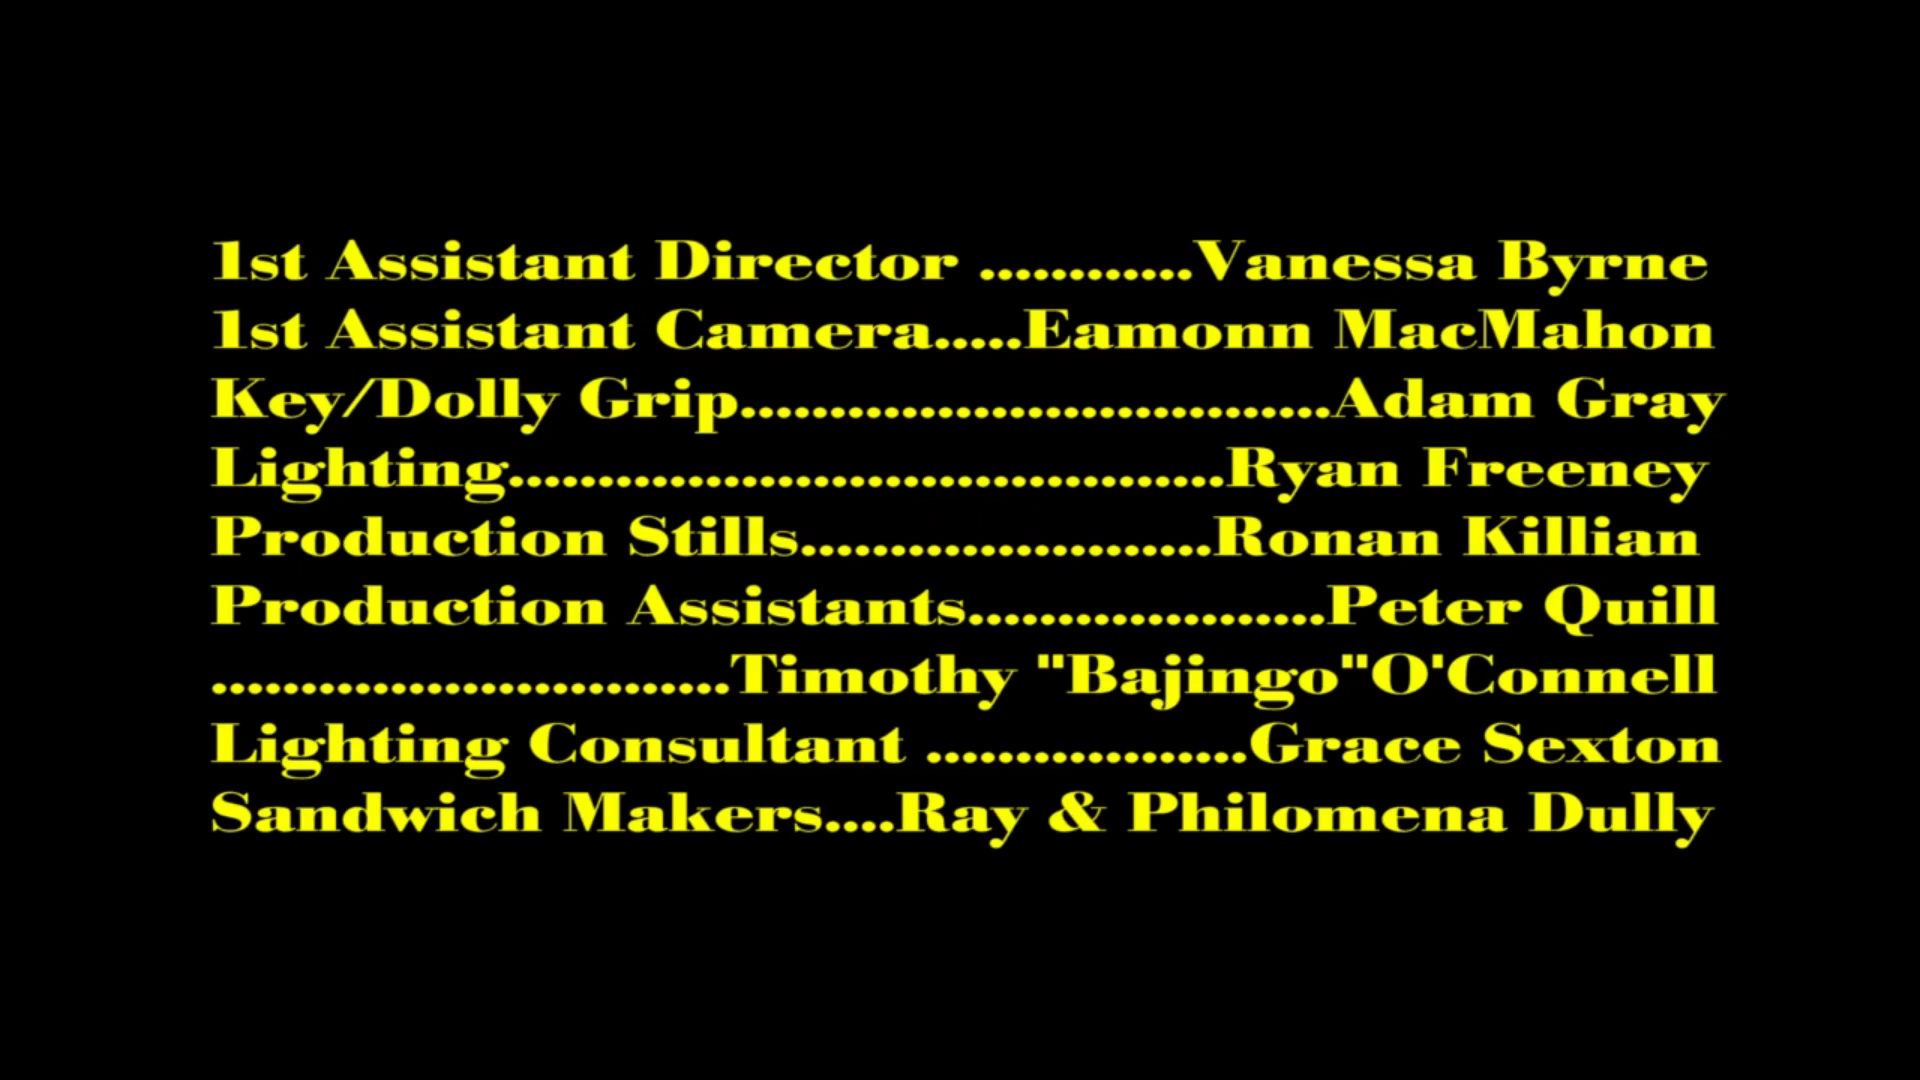 1st Assistant Director ............Vanessa Byrne
1st Assistant Camera.....Eamonn MacMahon
Key/Dolly Grip.................................Adam Gray
Lighting........................................Ryan Freeney
Production Stills.......................Ronan Killian
Production Assistants....................Peter Quill
.............................Timothy "Bajingo"O'Connell
Lighting Consultant ..................Grace Sexton
Sandwich Makers....Ray & Philomena Dully